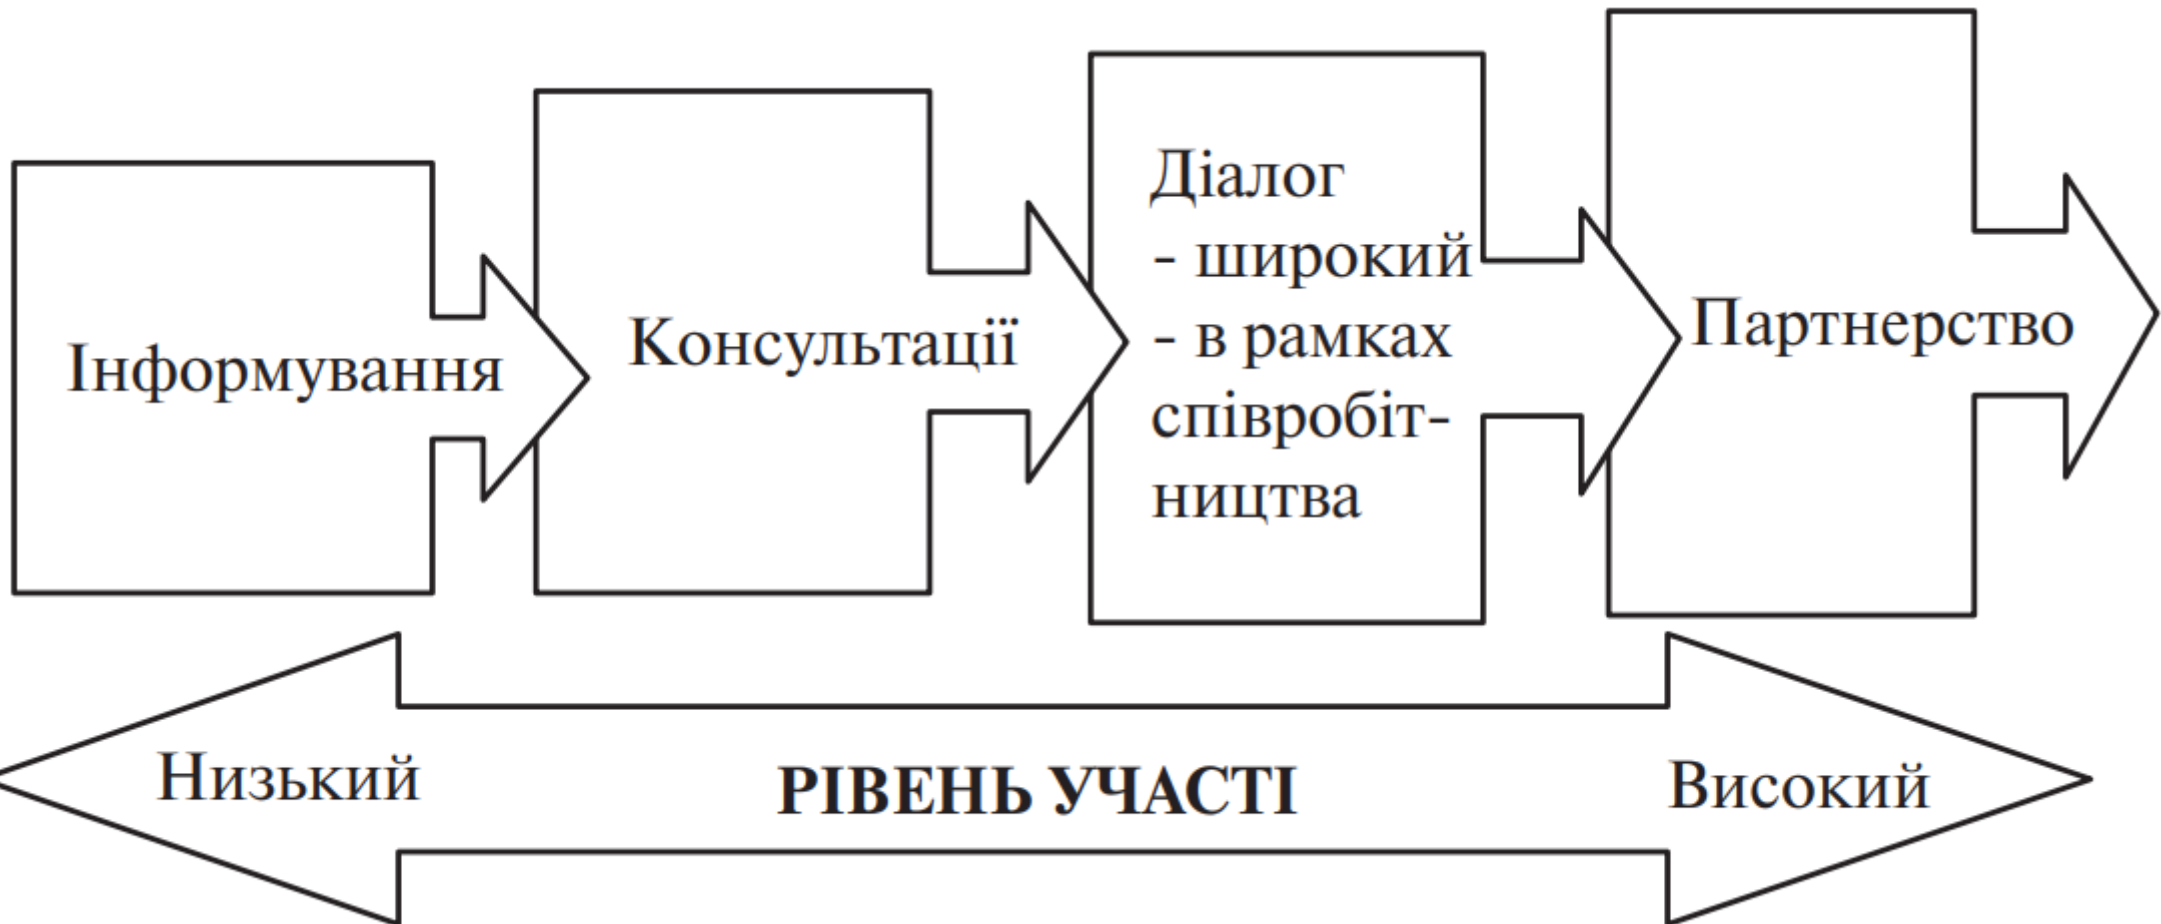 Інформування
Консультації
Діалог
- широкий
- в рамках
співробіт-
ництва
Партнерство
Низький
РІВЕНЬ УЧАСТІ
Високий